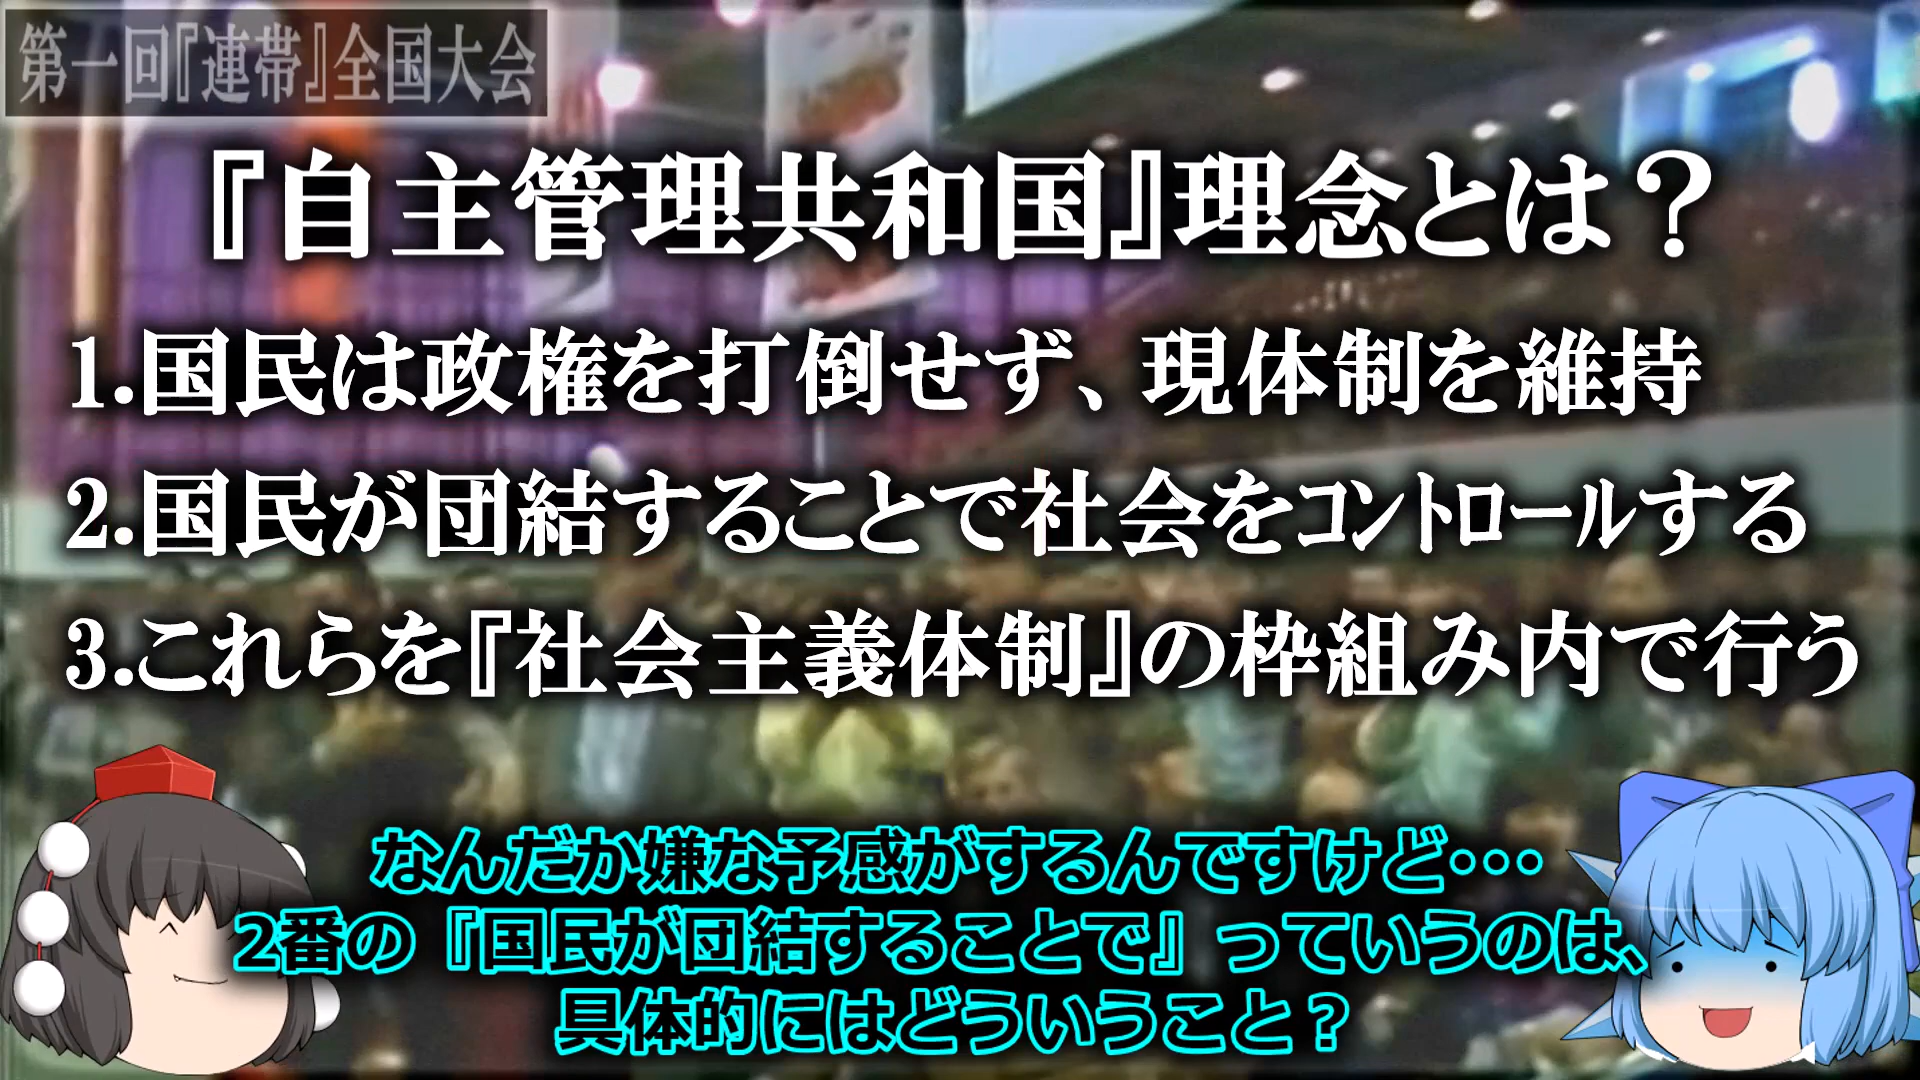 第一回『連帯』全国大会
『自主管理共和国』理念とは？
1.国民は政権を打倒せず、現体制を維持
2.国民が団結することで社会をｺﾝﾄﾛｰﾙする
3.これらを『社会主義体制』の枠組み内で行う
なんだか嫌な予感がするんですけど･･･
2番の『国民が団結することで』っていうのは、
具体的にはどういうこと？